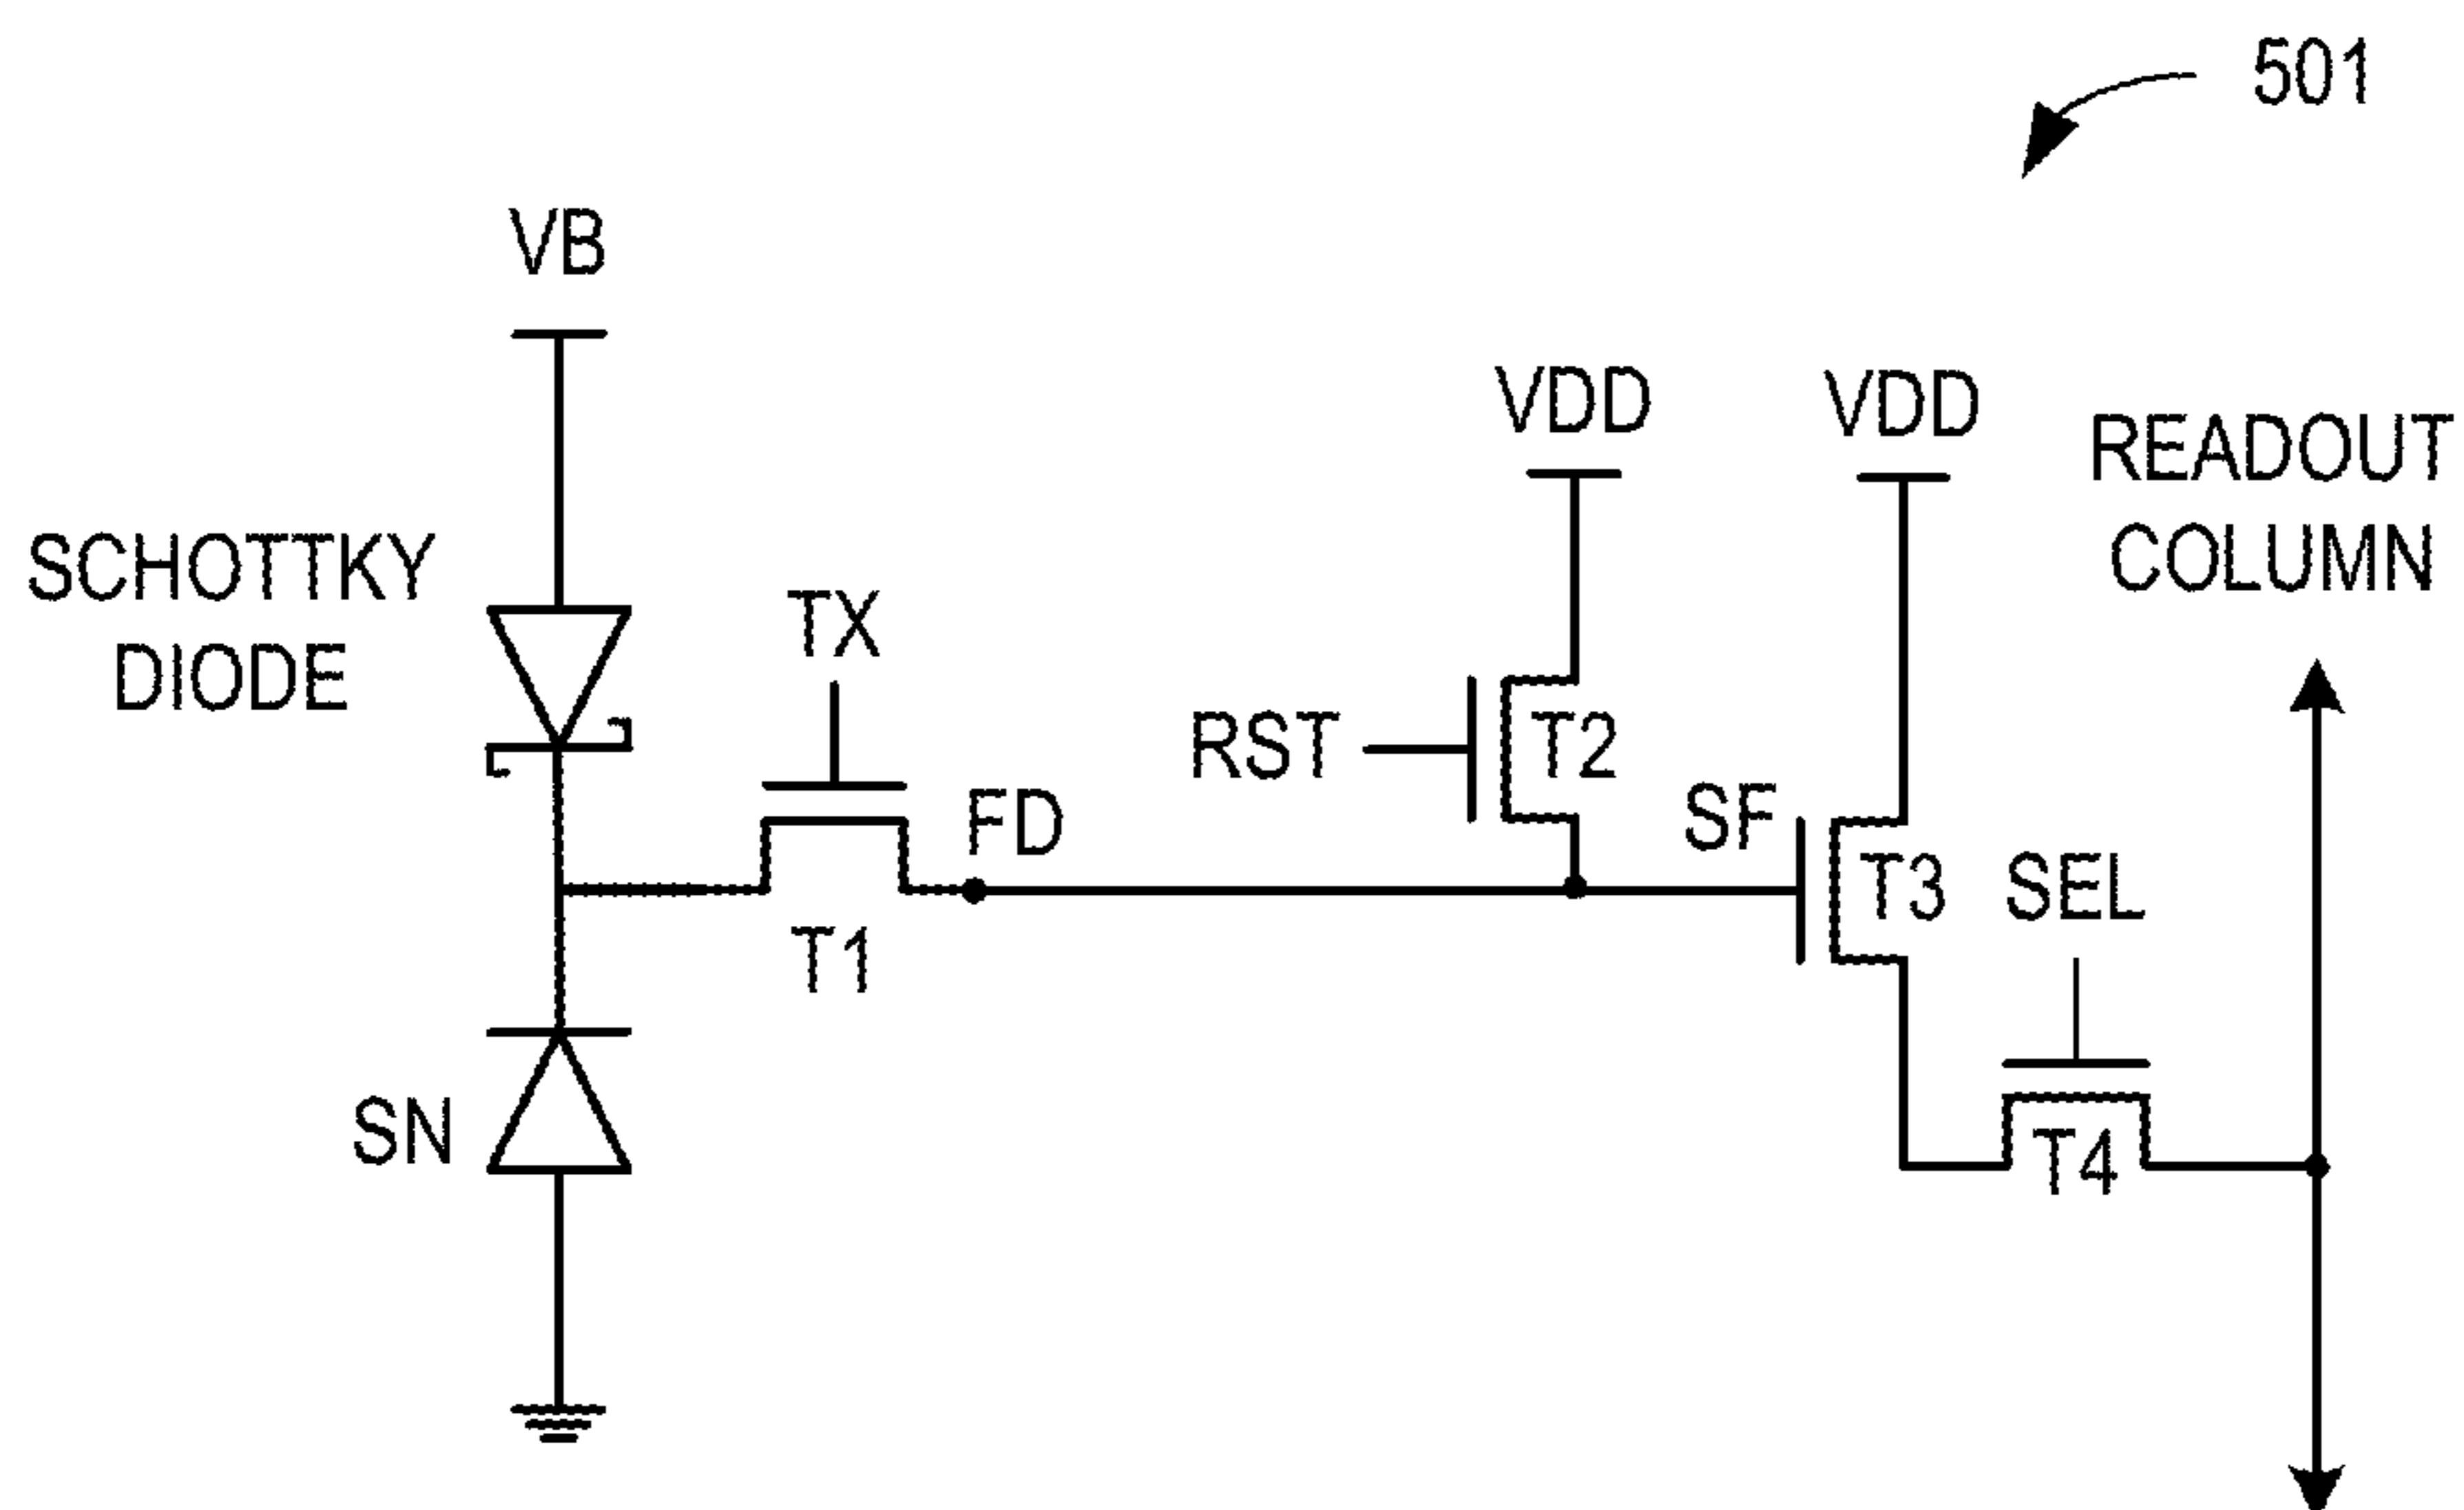 501
VB
VDD
VDD
READOUT
COLUMN
SCHOTTKY
DIODE
TX
RST
T2
FD
SF
T3
SEL
T1
SN
T4